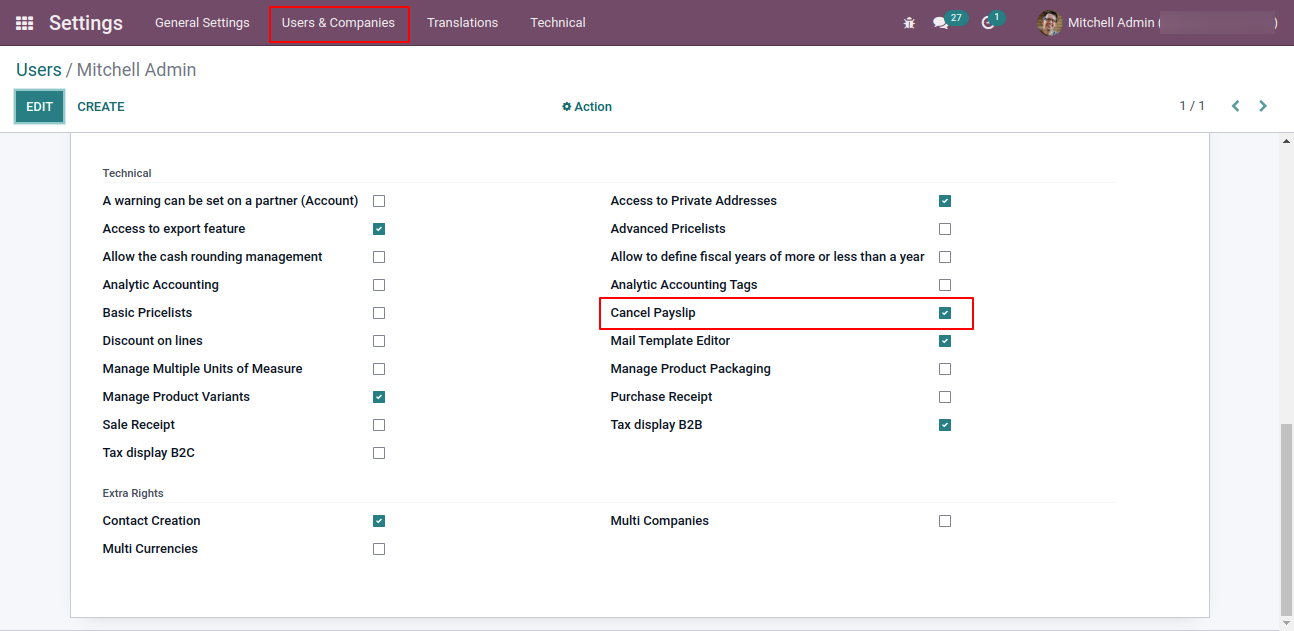 Settings General Settings Users & Companies Translations Technical 27 1 Mitchell Admin ( )
Users / Mitchell Admin
EDIT CREATE Action 1 / 1
Technical
A warning can be set on a partner (Account) Access to Private Addresses
Access to export feature Advanced Pricelists
Allow the cash rounding management Allow to define fiscal years of more or less than a year
Analytic Accounting Analytic Accounting Tags
Basic Pricelists Cancel Payslip
Discount on lines Mail Template Editor
Manage Multiple Units of Measure Manage Product Packaging
Manage Product Variants Purchase Receipt
Sale Receipt Tax display B2B
Tax display B2C
Extra Rights
Contact Creation Multi Companies
Multi Currencies